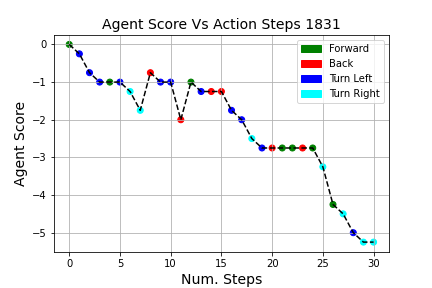 Agent Score Vs Action Steps 1831
Forward
Back
Turn Left
Turn Right
Agent Score
0
−1
−2
−3
−4
−5
0 5 10 15 20 25 30
Num. Steps